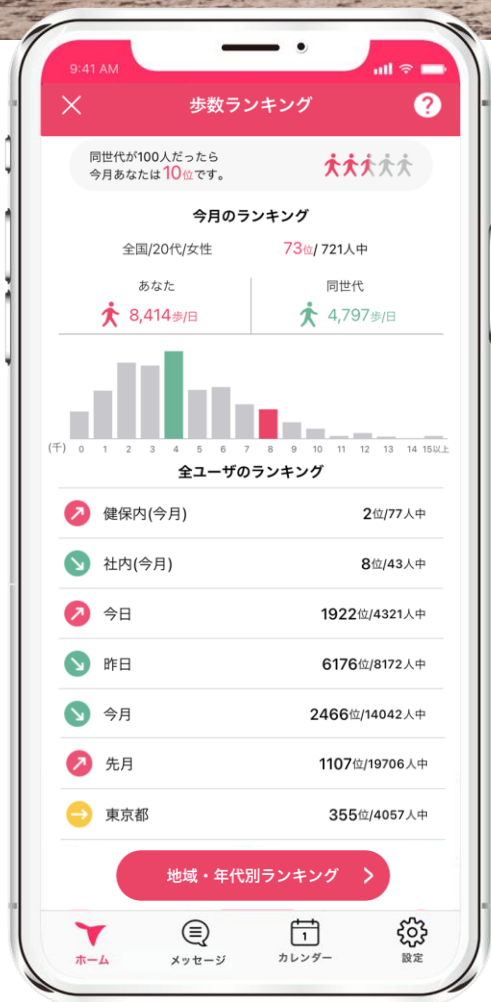 9:41 AM
歩数ランキング
?
同世代が100人だったら
今月あなたは10位です。
今月のランキング
全国/20代/女性 73位/ 721人中
あなた 同世代
8,414歩/日 4,797歩/日
(千) 0 1 2 3 4 5 6 7 8 9 10 11 12 13 14 15以上
全ユーザのランキング
健保内(今月) 2位/77人中
社内(今月) 8位/43人中
今日 1922位/4321人中
昨日 6176位/8172人中
今月 2466位/14042人中
先月 1107位/19706人中
東京都 355位/4057人中
地域・年代別ランキング
1
ホーム メッセージ カレンダー 設定